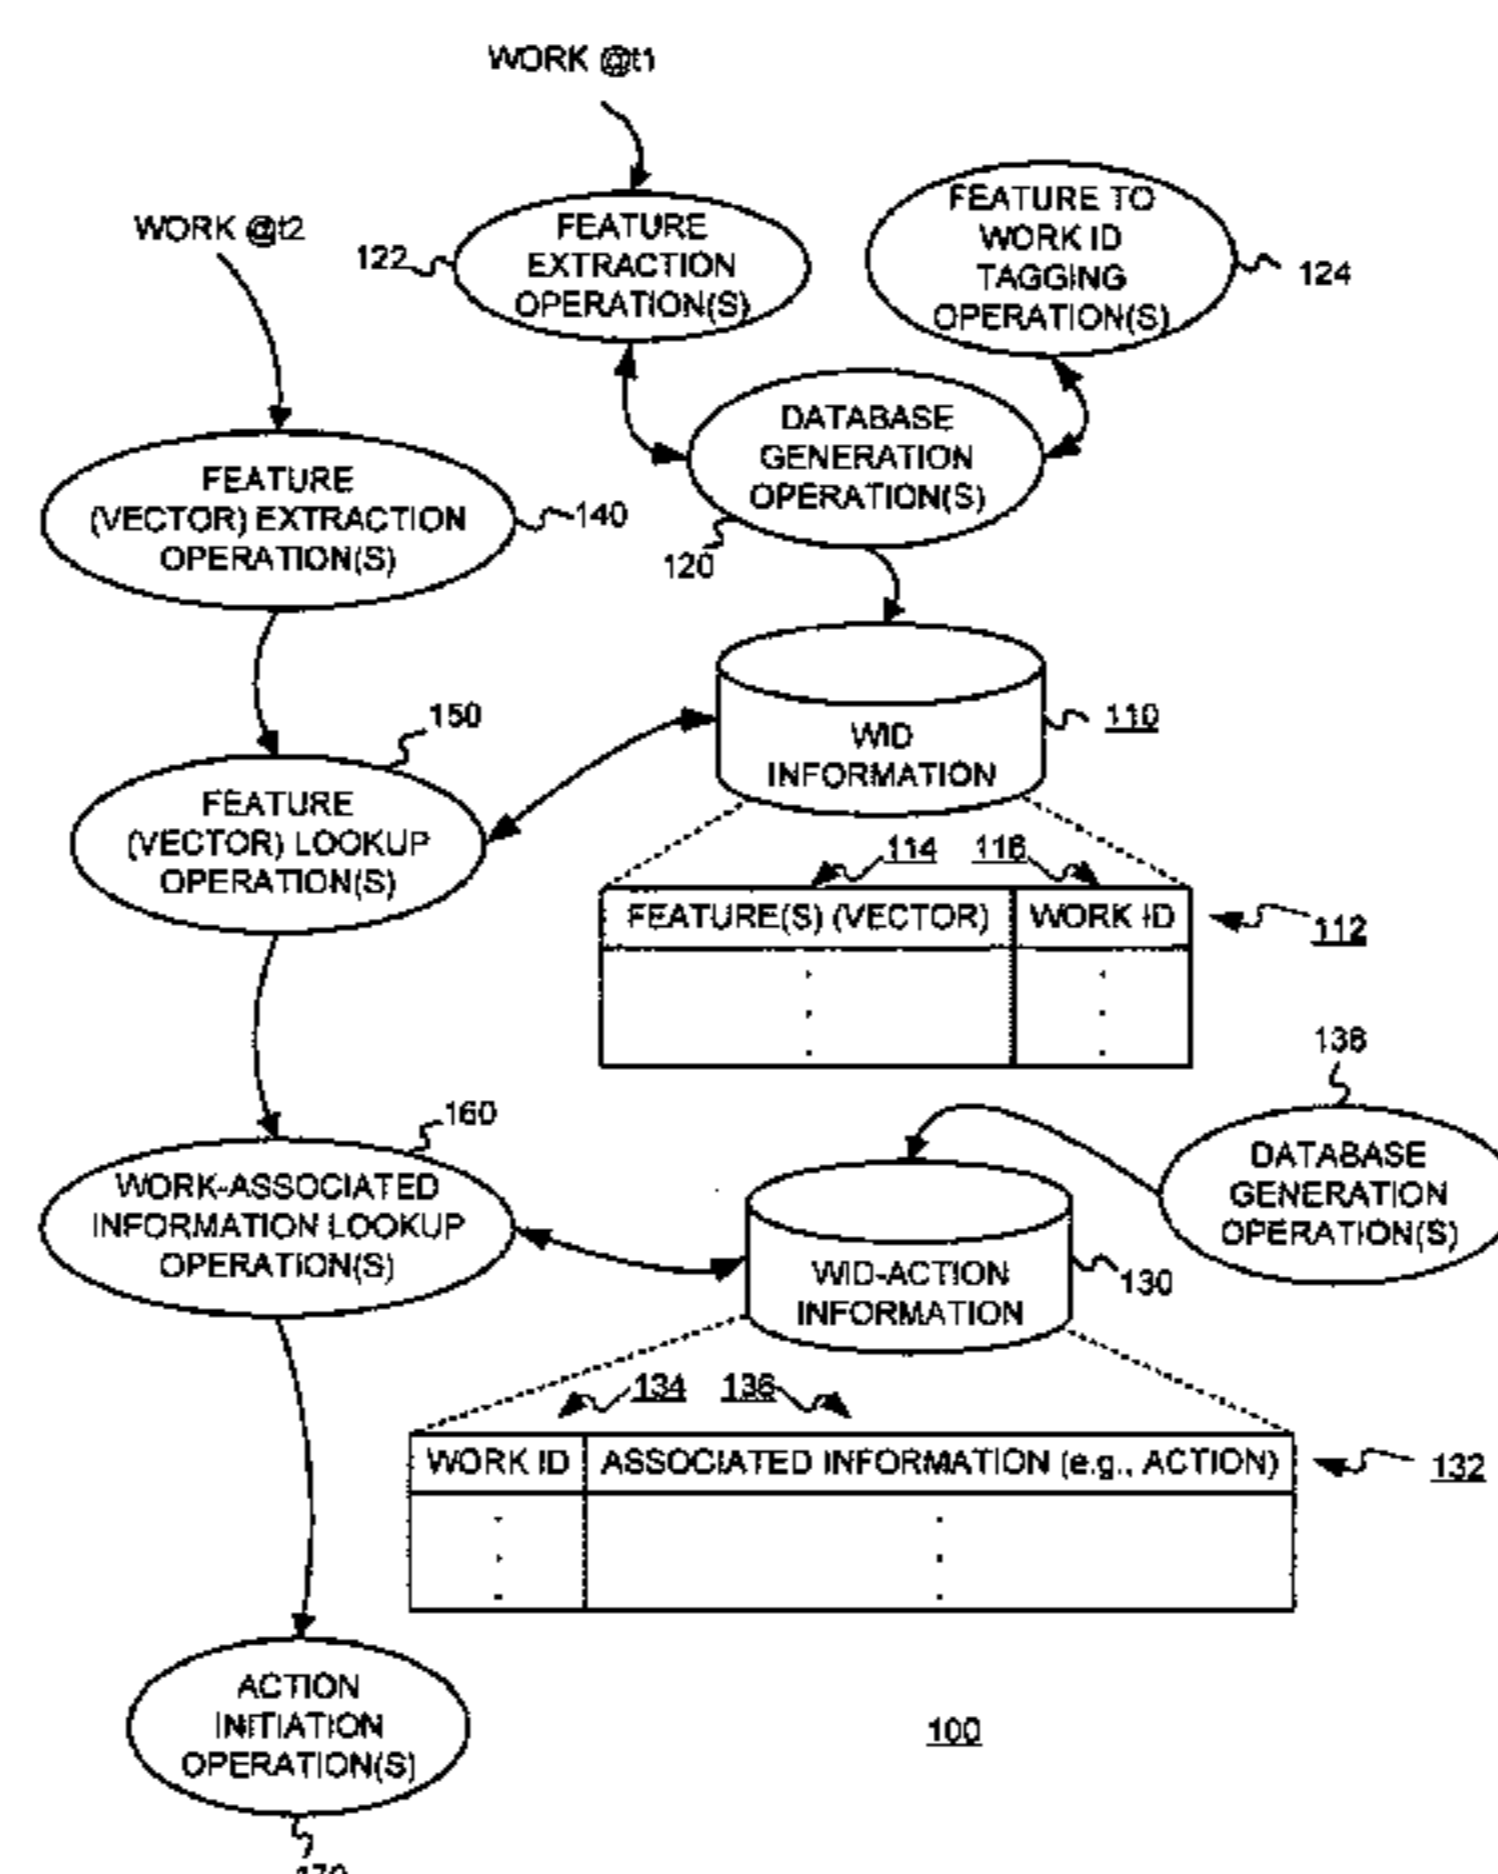 WORK @t1
WORK @t2
122
FEATURE
EXTRACTION
OPERATION(S)
FEATURE TO
WORK ID
TAGGING
OPERATION(S)
124
DATABASE
GENERATION
OPERATION(S)
120
FEATURE
(VECTOR) EXTRACTION
OPERATION(S)
140
150
FEATURE
(VECTOR) LOOKUP
OPERATION(S)
WID
INFORMATION
110
114
116
FEATURE(S) (VECTOR)
WORK ID
112
138
DATABASE
GENERATION
OPERATION(S)
160
WORK-ASSOCIATED
INFORMATION LOOKUP
OPERATION(S)
WID-ACTION
INFORMATION
130
134
136
WORK ID
ASSOCIATED INFORMATION (e.g., ACTION)
132
ACTION
INITIATION
OPERATION(S)
100